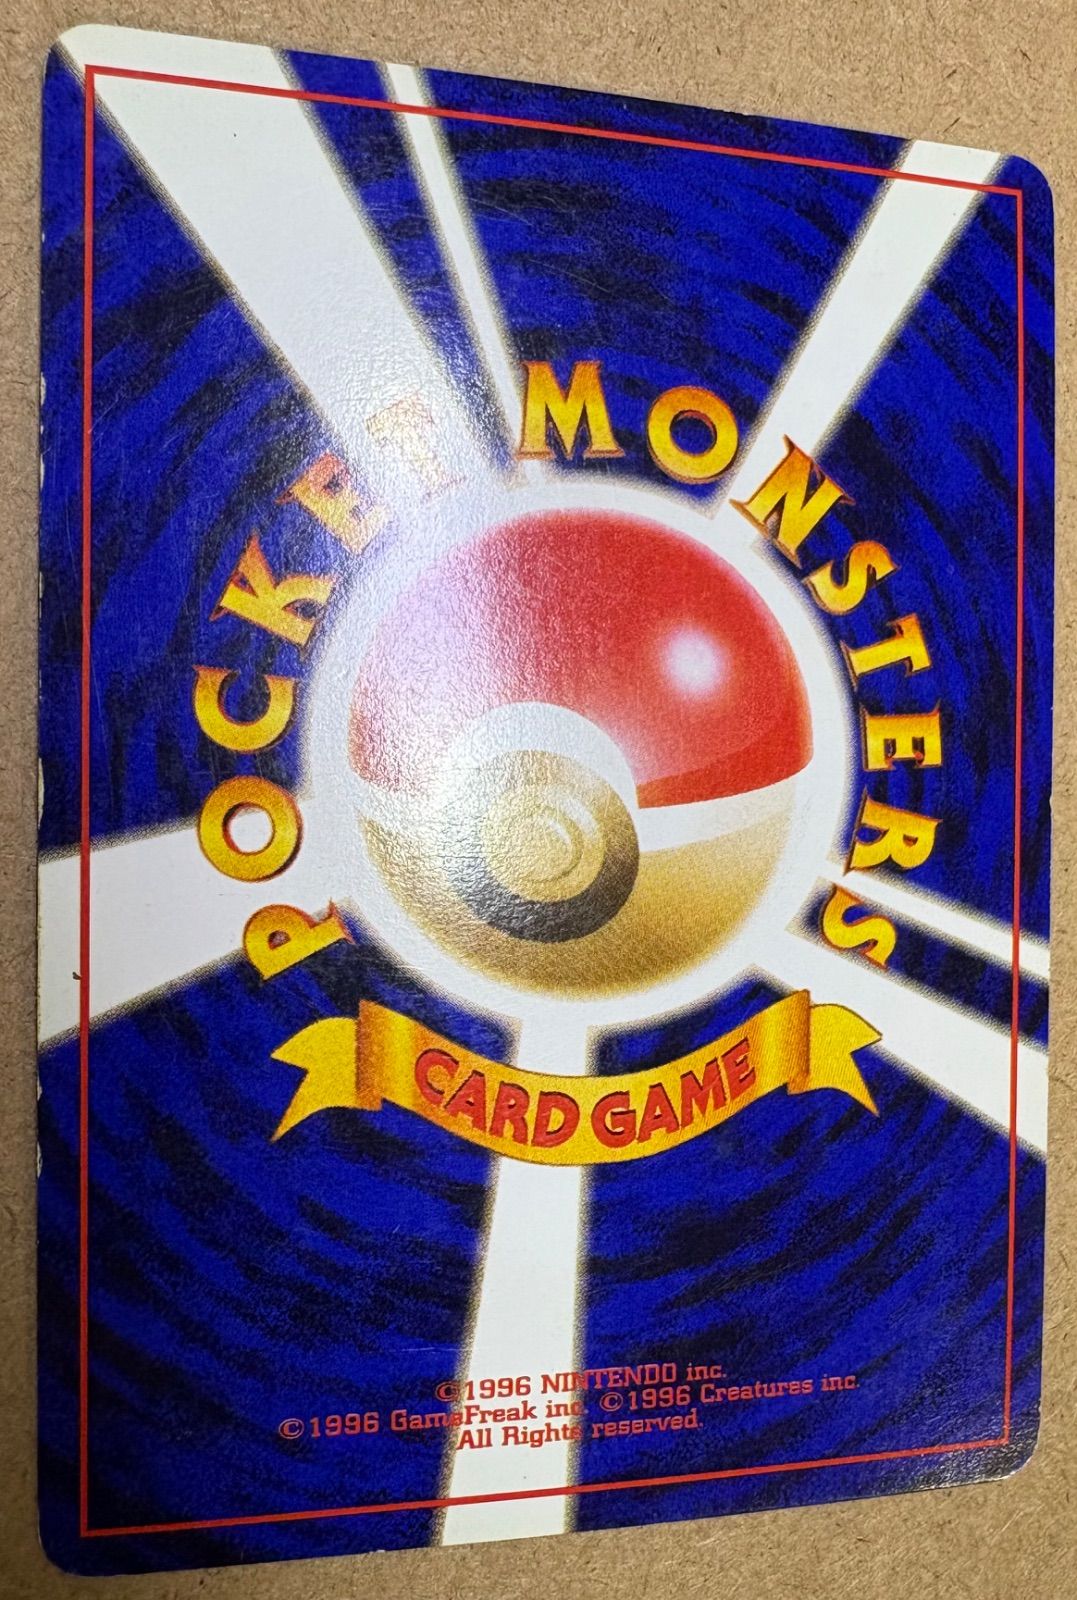 POCKET MONSTERS
CARD GAME
©1996 NINTENDO inc.
©1996 GameFreak inc. ©1996 Creatures inc.
All Rights reserved.